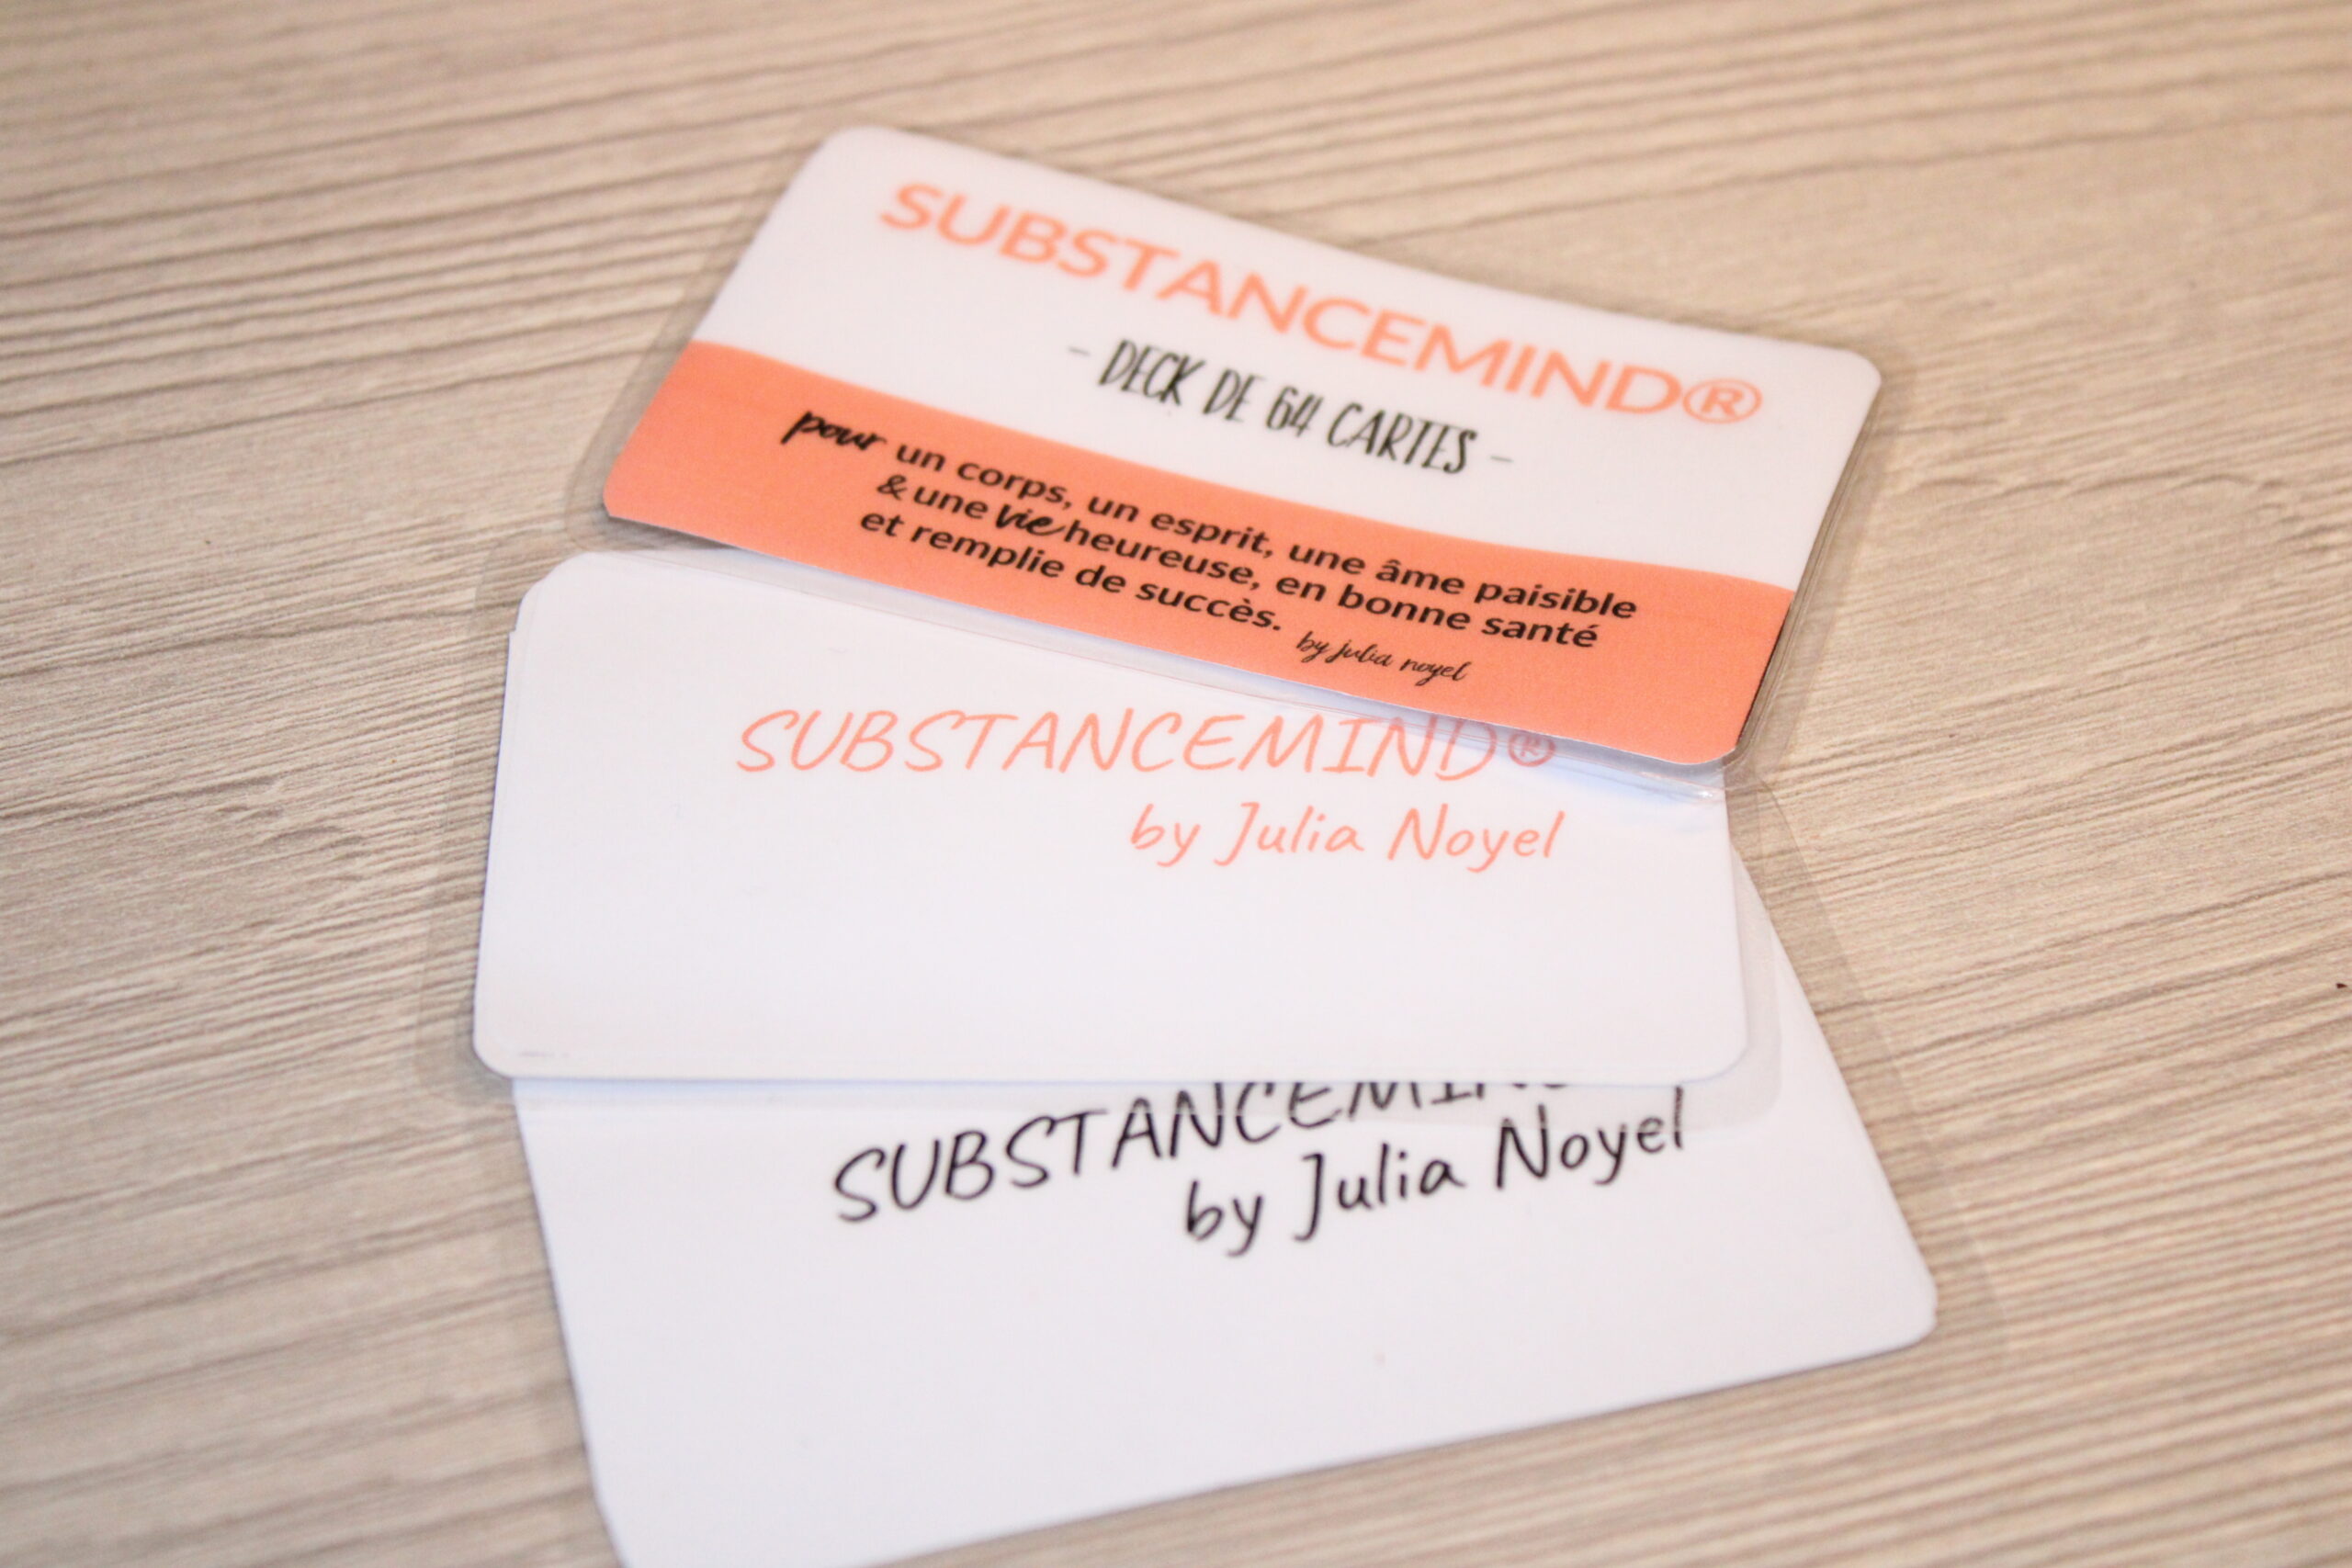 SUBSTANCEMIND®
- DECK DE 64 CARTES -
pour un corps, un esprit, une âme paisible
& une vie heureuse, en bonne santé
et remplie de succès.
by julia noyel
SUBSTANCEMIND®
by Julia Noyel
SUBSTANCEMIN
by Julia Noyel